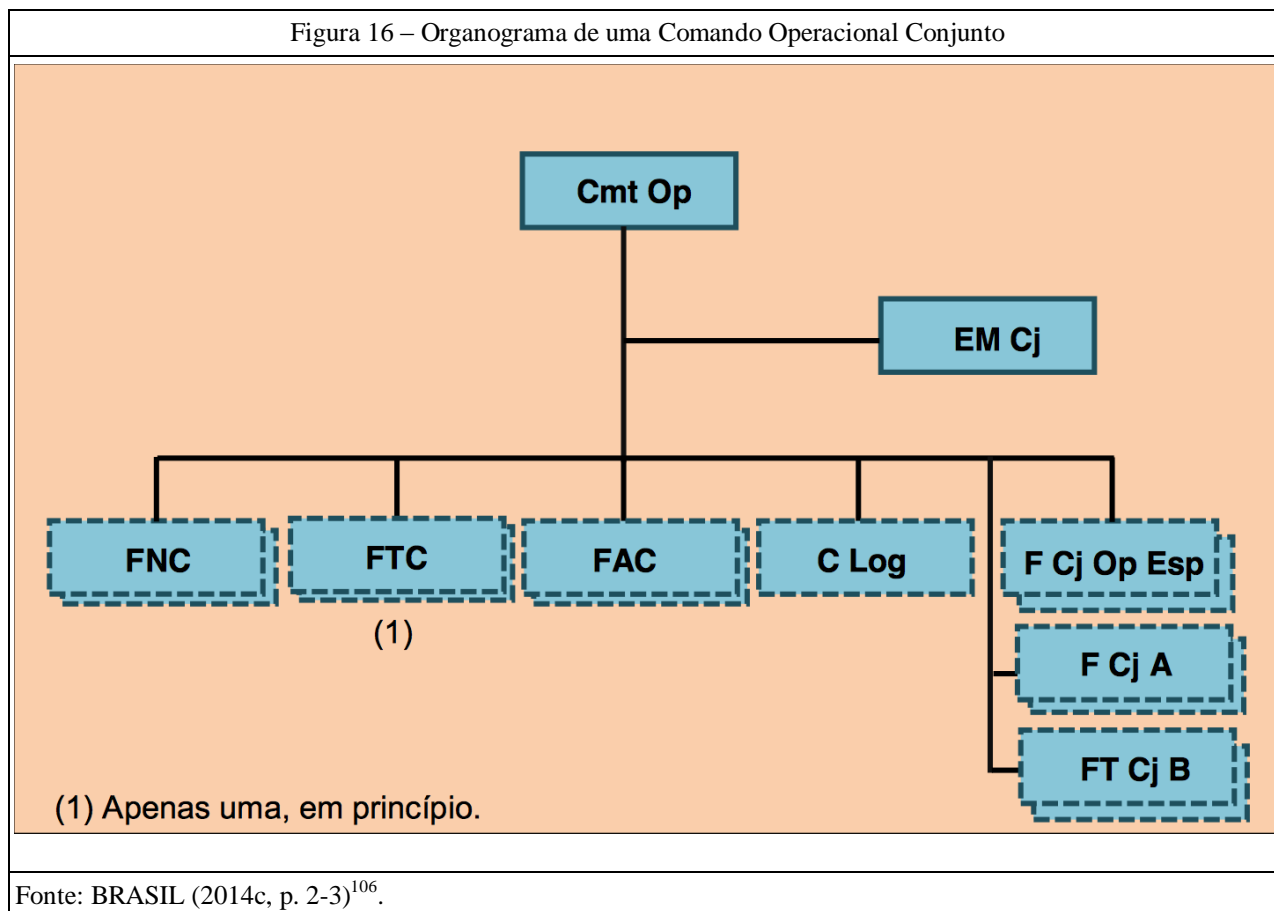 Figura 16 – Organograma de uma Comando Operacional Conjunto
Cmt Op
EM Cj
FNC
FTC
FAC
C Log
F Cj Op Esp
(1)
F Cj A
FT Cj B
(1) Apenas uma, em princípio.
Fonte: BRASIL (2014c, p. 2-3)106.